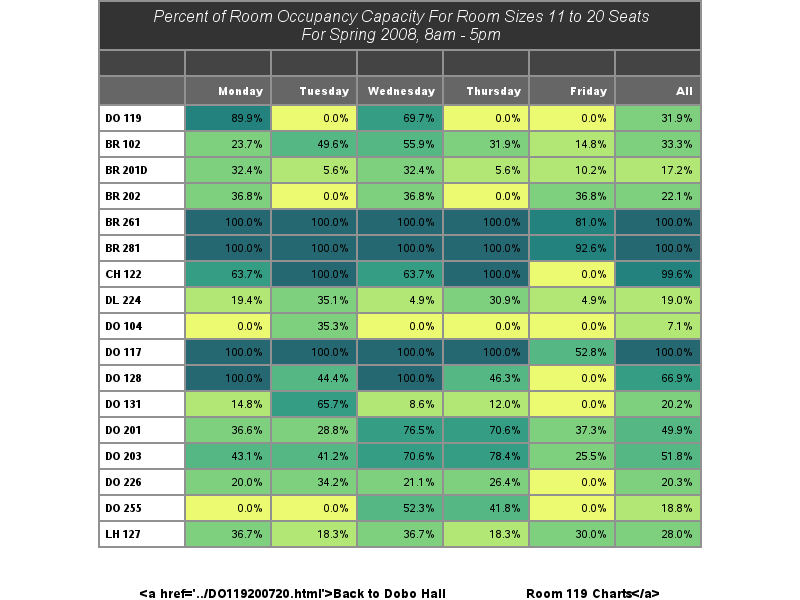 Percent of Room Occupancy Capacity For Room Sizes 11 to 20 Seats
For Spring 2008, 8am - 5pm
Monday Tuesday Wednesday Thursday Friday All
DO 119 89.9% 0.0% 69.7% 0.0% 0.0% 31.9%
BR 102 23.7% 49.6% 55.9% 31.9% 14.8% 33.3%
BR 201D 32.4% 5.6% 32.4% 5.6% 10.2% 17.2%
BR 202 36.8% 0.0% 36.8% 0.0% 36.8% 22.1%
BR 261 100.0% 100.0% 100.0% 100.0% 81.0% 100.0%
BR 281 100.0% 100.0% 100.0% 100.0% 92.6% 100.0%
CH 122 63.7% 100.0% 63.7% 100.0% 0.0% 99.6%
DL 224 19.4% 35.1% 4.9% 30.9% 4.9% 19.0%
DO 104 0.0% 35.3% 0.0% 0.0% 0.0% 7.1%
DO 117 100.0% 100.0% 100.0% 100.0% 52.8% 100.0%
DO 128 100.0% 44.4% 100.0% 46.3% 0.0% 66.9%
DO 131 14.8% 65.7% 8.6% 12.0% 0.0% 20.2%
DO 201 36.6% 28.8% 76.5% 70.6% 37.3% 49.9%
DO 203 43.1% 41.2% 70.6% 78.4% 25.5% 51.8%
DO 226 20.0% 34.2% 21.1% 26.4% 0.0% 20.3%
DO 255 0.0% 0.0% 52.3% 41.8% 0.0% 18.8%
LH 127 36.7% 18.3% 36.7% 18.3% 30.0% 28.0%
<a href='../DO119200720.html'>Back to Dobo Hall Room 119 Charts</a>